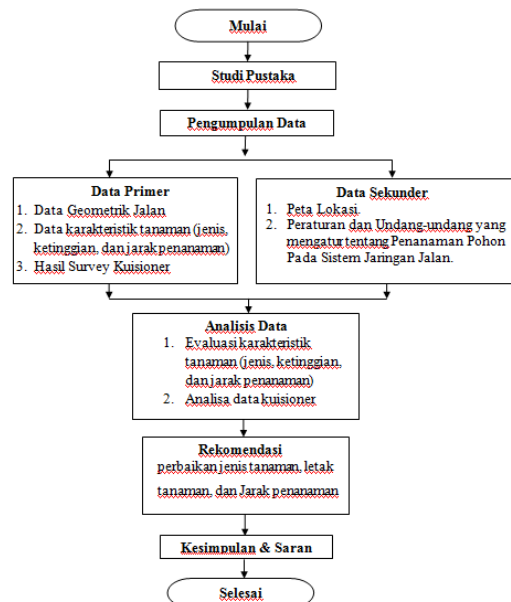 Mulai
Studi Pustaka
Pengumpulan Data
Data Primer
1. Data Geometrik Jalan
2. Data karakteristik tanaman (jenis,
ketinggian, dan jarak penanaman)
3. Hasil Survey Kuisioner
Data Sekunder
1. Peta Lokasi.
2. Peraturan dan Undang-undang yang
mengatur tentang Penanaman Pohon
Pada Sistem Jaringan Jalan.
Analisis Data
1. Evaluasi karakteristik
tanaman (jenis, ketinggian,
dan jarak penanaman)
2. Analisa data kuisioner
Rekomendasi
perbaikan jenis tanaman, letak
tanaman, dan Jarak penanaman
Kesimpulan & Saran
Selesai